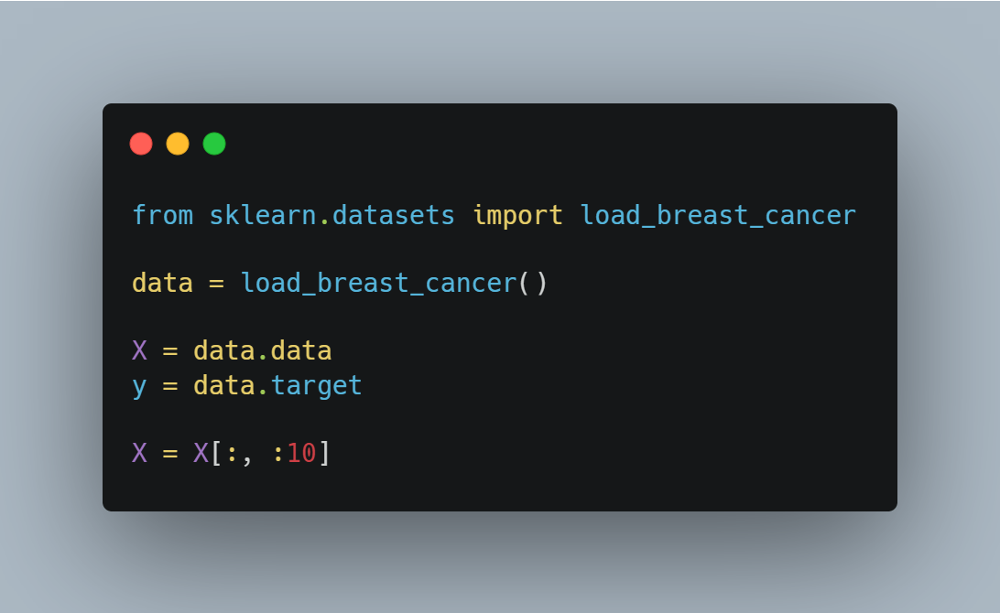 from sklearn.datasets import load_breast_cancer
data = load_breast_cancer()
X = data.data
y = data.target
X = X[:, :10]